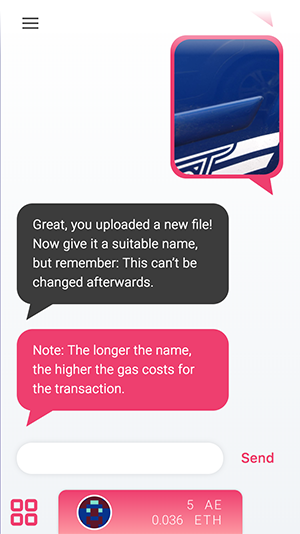 Great, you uploaded a new file!
Now give it a suitable name,
but remember: This can't be
changed afterwards.
Note: The longer the name,
the higher the gas costs for
the transaction.
Send
5 AE
0.036 ETH